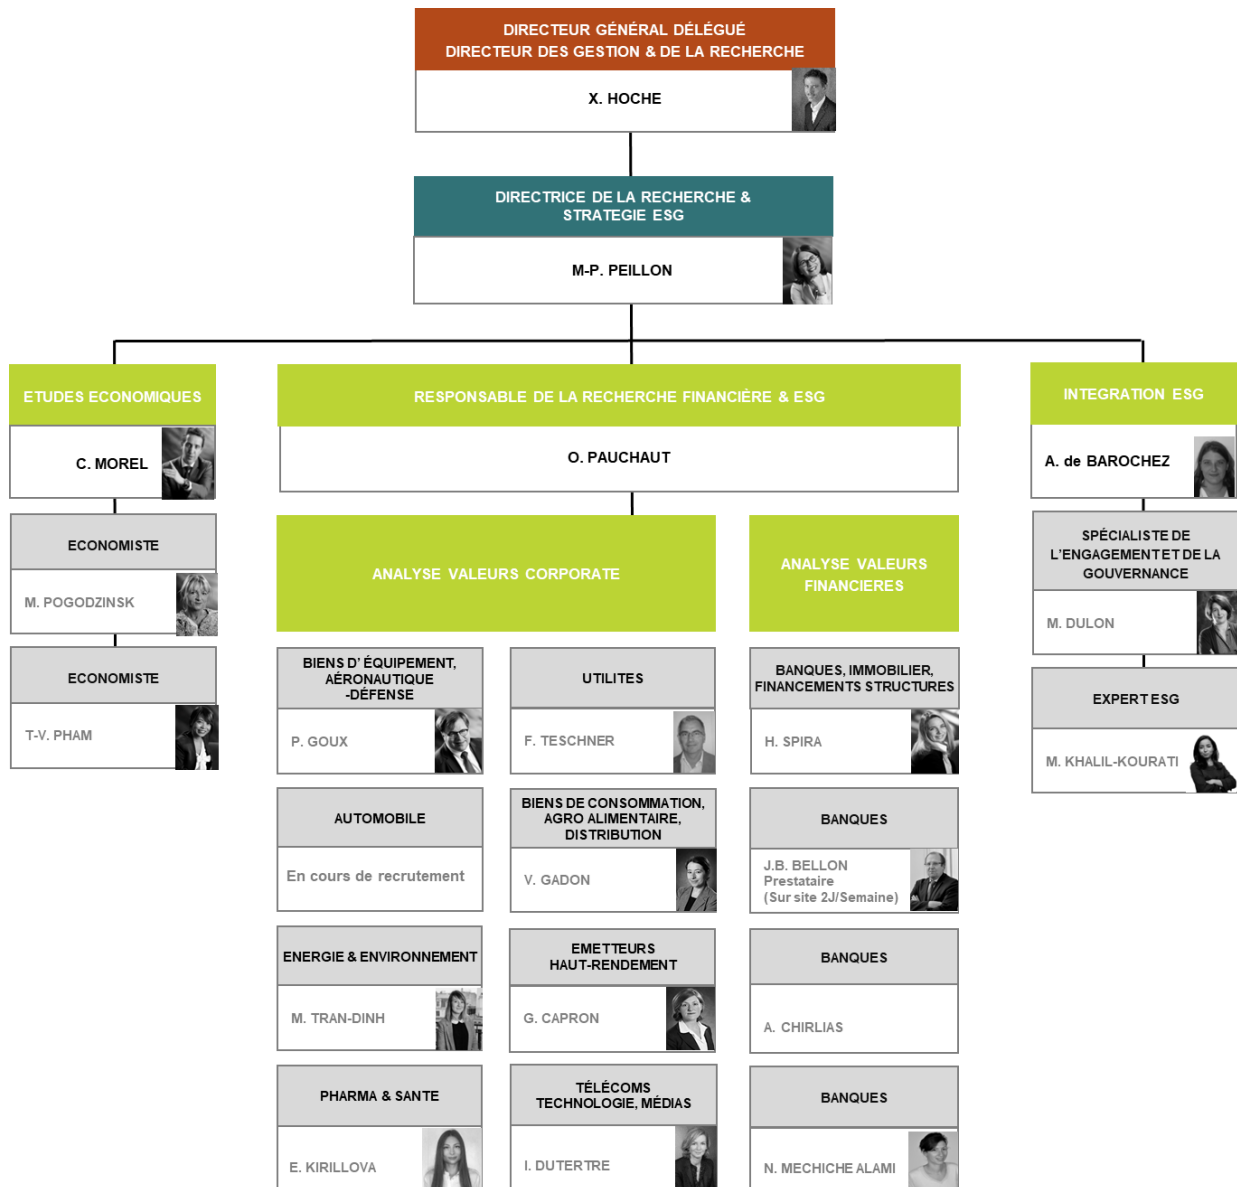 DIRECTEUR GÉNÉRAL DÉLÉGUÉ
DIRECTEUR DES GESTION & DE LA RECHERCHE
X. HOCHE
DIRECTRICE DE LA RECHERCHE &
STRATEGIE ESG
M-P. PEILLON
ETUDES ECONOMIQUES
C. MOREL
ECONOMISTE
M. POGODZINSK
ECONOMISTE
T-V. PHAM
RESPONSABLE DE LA RECHERCHE FINANCIÈRE & ESG
O. PAUCHAUT
ANALYSE VALEURS CORPORATE
BIENS D' ÉQUIPEMENT,
AÉRONAUTIQUE
-DÉFENSE
P. GOUX
AUTOMOBILE
En cours de recrutement
ENERGIE & ENVIRONNEMENT
M. TRAN-DINH
PHARMA & SANTE
E. KIRILLOVA
UTILITES
F. TESCHNER
BIENS DE CONSOMMATION,
AGRO ALIMENTAIRE,
DISTRIBUTION
V. GADON
EMETTEURS
HAUT-RENDEMENT
G. CAPRON
TÉLÉCOMS
TECHNOLOGIE, MÉDIAS
I. DUTERTRE
ANALYSE VALEURS
FINANCIERES
BANQUES, IMMOBILIER,
FINANCEMENTS STRUCTURES
H. SPIRA
BANQUES
J.B. BELLON
Prestataire
(Sur site 2J/Semaine)
BANQUES
A. CHIRLIAS
BANQUES
N. MECHICHE ALAMI
INTEGRATION ESG
A. de BAROCHEZ
SPÉCIALISTE DE
L'ENGAGEMENT ET DE LA
GOUVERNANCE
M. DULON
EXPERT ESG
M. KHALIL-KOURATI